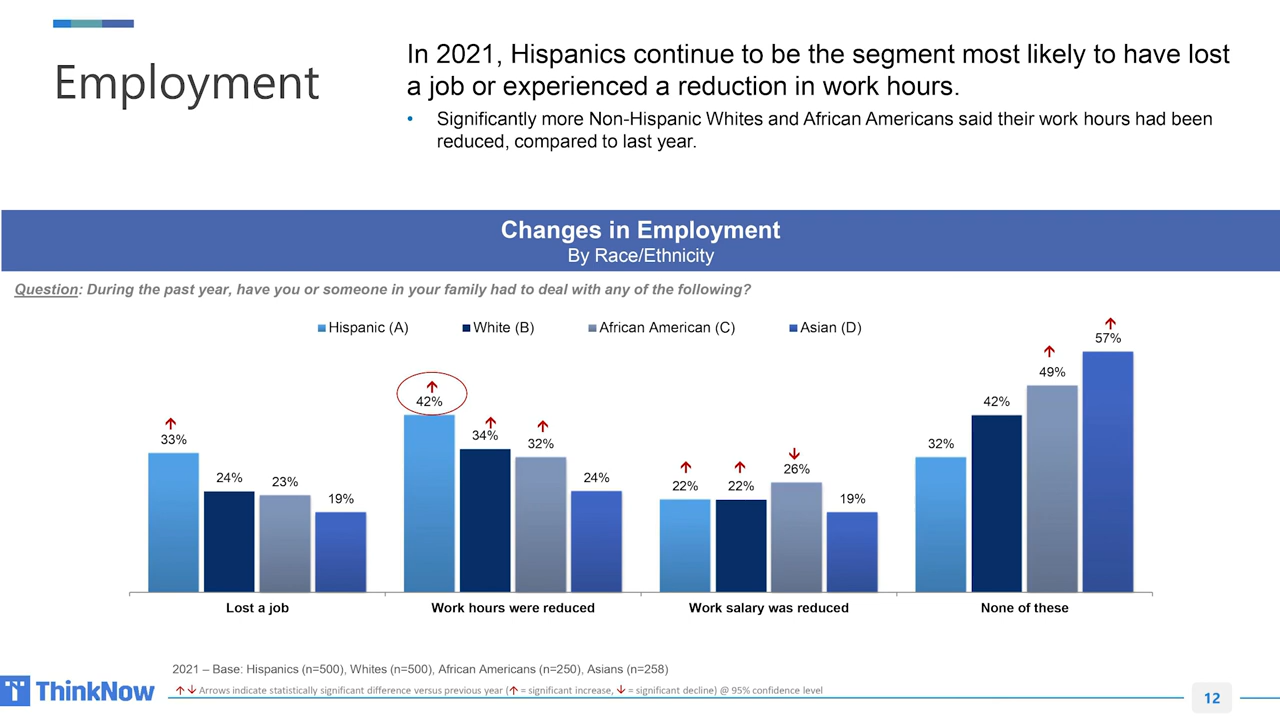 Employment
In 2021, Hispanics continue to be the segment most likely to have lost
a job or experienced a reduction in work hours.
• Significantly more Non-Hispanic Whites and African Americans said their work hours had been
reduced, compared to last year.
Changes in Employment
By Race/Ethnicity
Question: During the past year, have you or someone in your family had to deal with any of the following?
Hispanic (A) White (B) African American (C) Asian (D)
↑ 33% 24% 23% 19%
↑ 42% ↑ 34% ↑ 32% 24%
↑ 22% ↑ 22% ↓ 26% 19%
32% 42% ↑ 49% ↑ 57%
Lost a job Work hours were reduced Work salary was reduced None of these
2021 – Base: Hispanics (n=500), Whites (n=500), African Americans (n=250), Asians (n=258)
↑↓ Arrows indicate statistically significant difference versus previous year (↑ = significant increase, ↓ = significant decline) @ 95% confidence level
ThinkNow
12